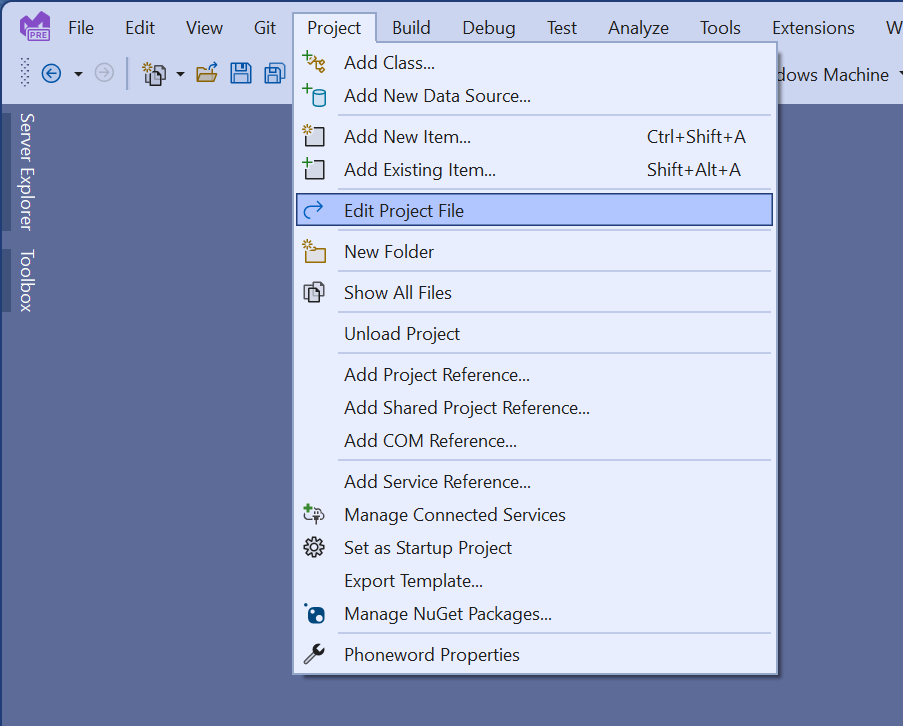 PRE
File Edit View Git Project Build Debug Test Analyze Tools Extensions W
dows Machine
Server Explorer
Toolbox
Add Class...
Add New Data Source...
Add New Item... Ctrl+Shift+A
Add Existing Item... Shift+Alt+A
Edit Project File
New Folder
Show All Files
Unload Project
Add Project Reference...
Add Shared Project Reference...
Add COM Reference...
Add Service Reference...
Manage Connected Services
Set as Startup Project
Export Template...
Manage NuGet Packages...
Phoneword Properties